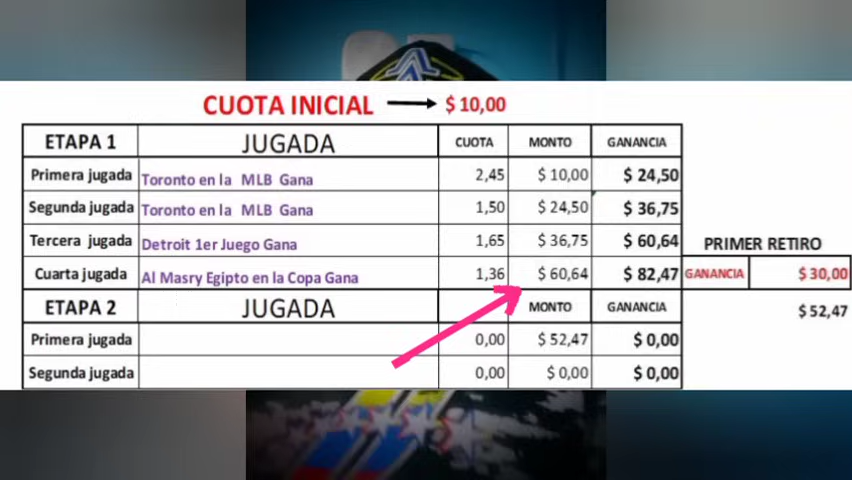 CUOTA INICIAL $ 10,00
ETAPA 1 JUGADA CUOTA MONTO GANANCIA
Primera jugada Toronto en la MLB Gana 2,45 $ 10,00 $ 24,50
Segunda jugada Toronto en la MLB Gana 1,50 $ 24,50 $ 36,75
Tercera jugada Detroit 1er Juego Gana 1,65 $ 36,75 $ 60,64 PRIMER RETIRO
Cuarta jugada Al Masry Egipto en la Copa Gana 1,36 $ 60,64 $ 82,47 GANANCIA $ 30,00
ETAPA 2 JUGADA MONTO GANANCIA $ 52,47
Primera jugada 0,00 $ 52,47 $ 0,00
Segunda jugada 0,00 $ 0,00 $ 0,00